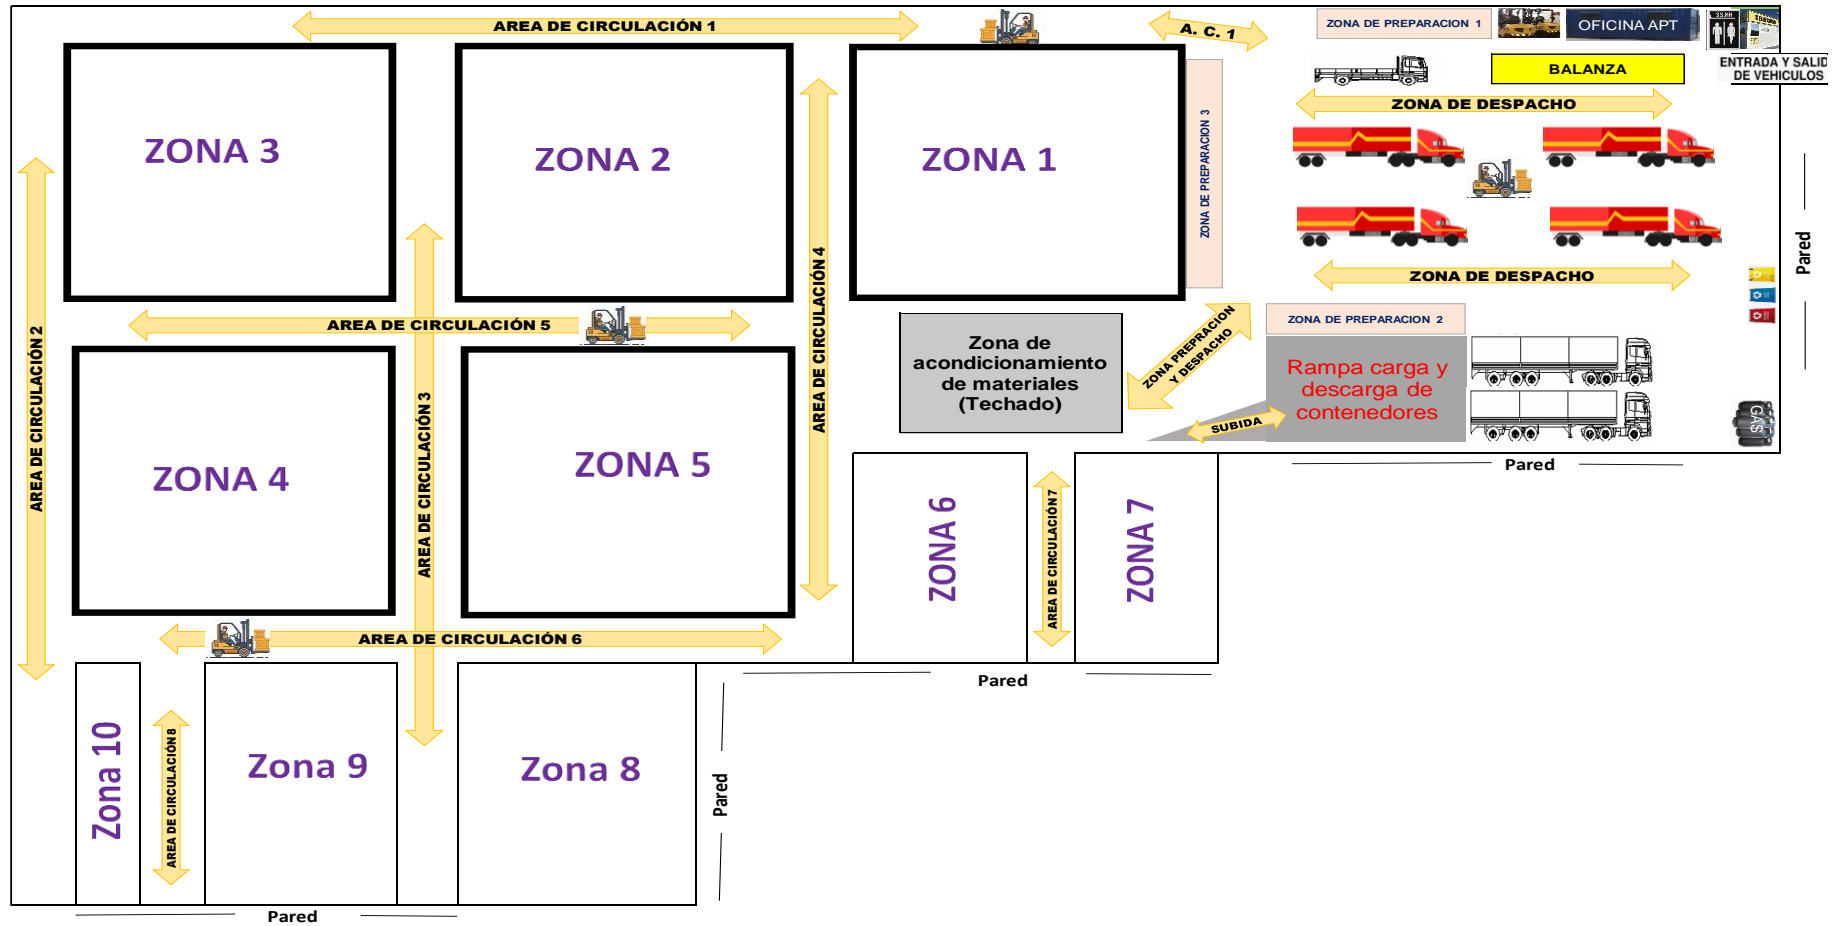 AREA DE CIRCULACIÓN 1
A. C. 1
ZONA DE PREPARACION 1
OFICINA APT
SS.HH
ENTRADA Y SALID
DE VEHICULOS
BALANZA
ZONA DE DESPACHO
ZONA 3
ZONA 2
ZONA 1
ZONA DE PREPARACION 3
Pared
ZONA DE DESPACHO
AREA DE CIRCULACIÓN 2
AREA DE CIRCULACIÓN 5
AREA DE CIRCULACIÓN 4
ZONA PREPRACION
Y DESPACHO
ZONA DE PREPARACION 2
Zona de
acondicionamiento
de materiales
(Techado)
Rampa carga y
descarga de
contenedores
SUBIDA
GAS
Pared
ZONA 4
AREA DE CIRCULACIÓN 3
ZONA 5
ZONA 6
AREA DE CIRCULACIÓN 7
ZONA 7
AREA DE CIRCULACIÓN 6
Pared
Zona 10
AREA DE CIRCULACIÓN 8
Zona 9
Zona 8
Pared
Pared